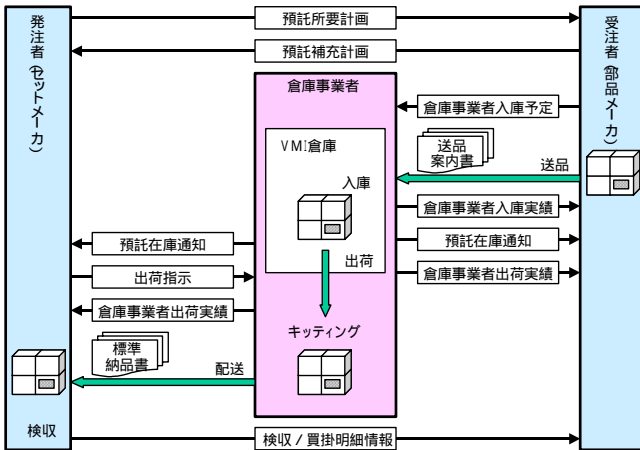 発注者(セットメーカ)
預託所要計画
預託補充計画
受注者(部品メーカ)
倉庫事業者
倉庫事業者入庫予定
VMI倉庫
送品
案内書
送品
入庫
倉庫事業者入庫実績
預託在庫通知
預託在庫通知
出荷
出荷指示
倉庫事業者出荷実績
倉庫事業者出荷実績
キッティング
標準
納品書
配送
検収
検収/買掛明細情報